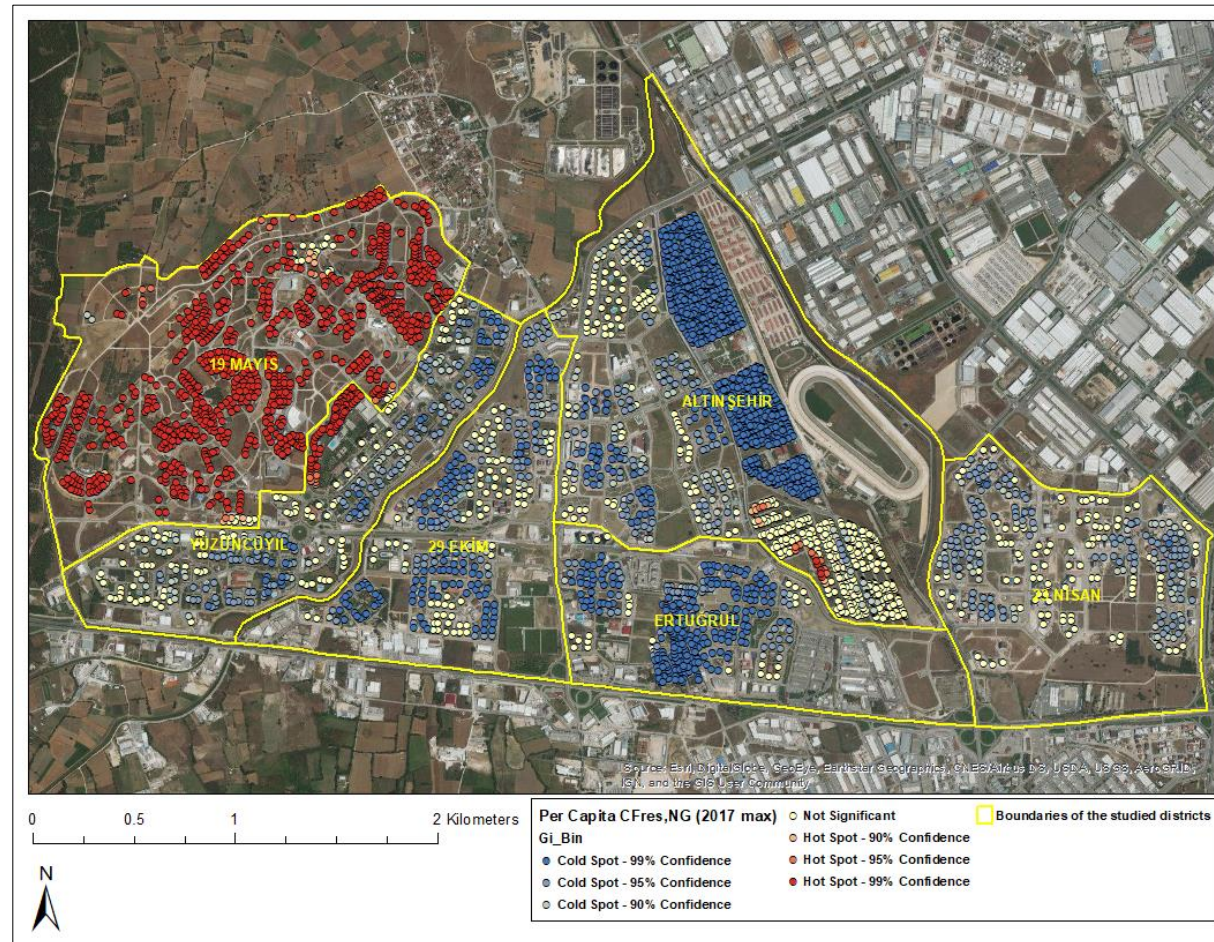 19 MAYIS
ALTINŞEHİR
YÜZÜNCÜYIL
29 EKİM
23 NİSAN
ERTUĞRUL
Source: Esri, DigitalGlobe, GeoEye, Earthstar Geographics, CNES/Airbus DS, USDA, USGS, AeroGRID,
IGN, and the GIS User Community
0 0.5 1 2 Kilometers
N
Per Capita CFres,NG (2017 max)
Gi_Bin
Cold Spot - 99% Confidence
Cold Spot - 95% Confidence
Cold Spot - 90% Confidence
Not Significant
Hot Spot - 90% Confidence
Hot Spot - 95% Confidence
Hot Spot - 99% Confidence
Boundaries of the studied districts